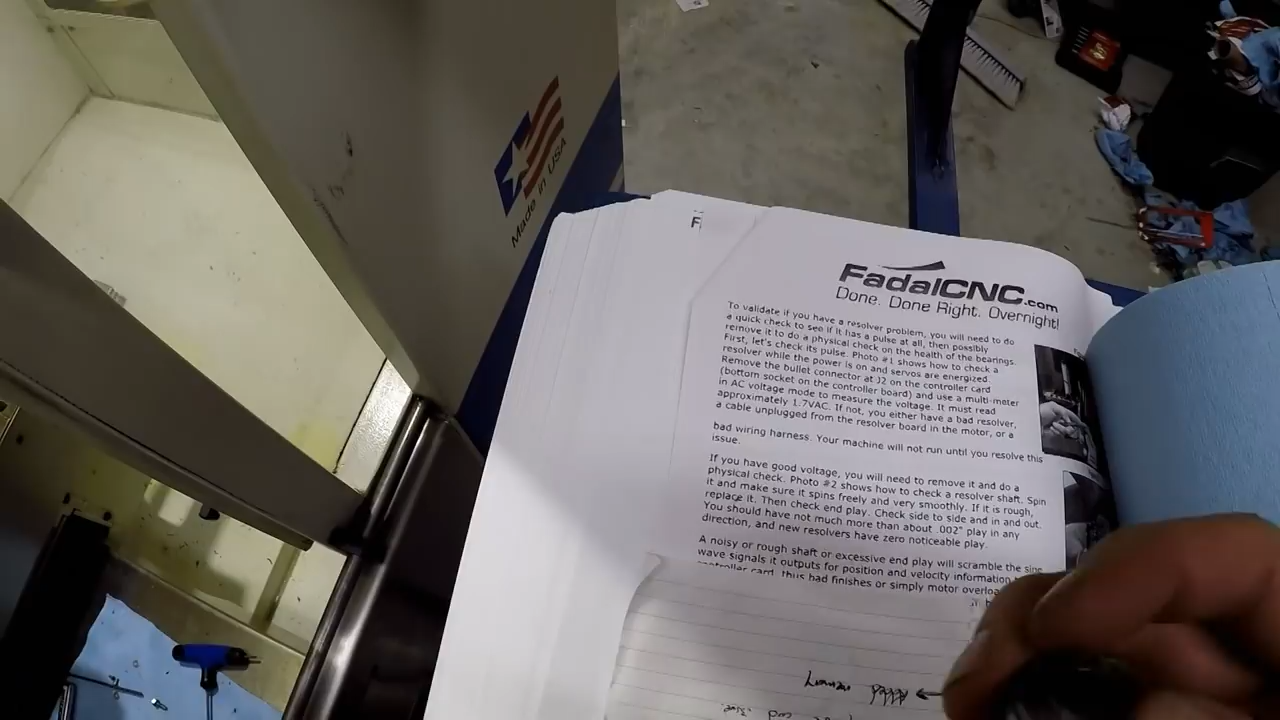 Made in USA
F
FadalCNC.com
Done. Done Right. Overnight!
To validate if you have a resolver problem, you will need to do
a quick check to see if it has a pulse at all, then possibly
remove it to do a physical check on the health of the bearings.
First, let's check its pulse. Photo #1 shows how to check a
resolver while the power is on and servos are energized.
Remove the bullet connector at J2 on the controller card
(bottom socket on the controller board) and use a multi-meter
in AC voltage mode to measure the voltage. It must read
approximately 1.7VAC. If not, you either have a bad resolver,
a cable unplugged from the resolver board in the motor, or a
bad wiring harness. Your machine will not run until you resolve this
issue.
If you have good voltage, you will need to remove it and do a
physical check. Photo #2 shows how to check a resolver shaft. Spin
it and make sure it spins freely and very smoothly. If it is rough,
replace it. Then check end play. Check side to side and in and out.
You should have not much more than about .002" play in any
direction, and new resolvers have zero noticeable play.
A noisy or rough shaft or excessive end play will scramble the sine
wave signals it outputs for position and velocity information
controller card, thus bad finishes or simply motor